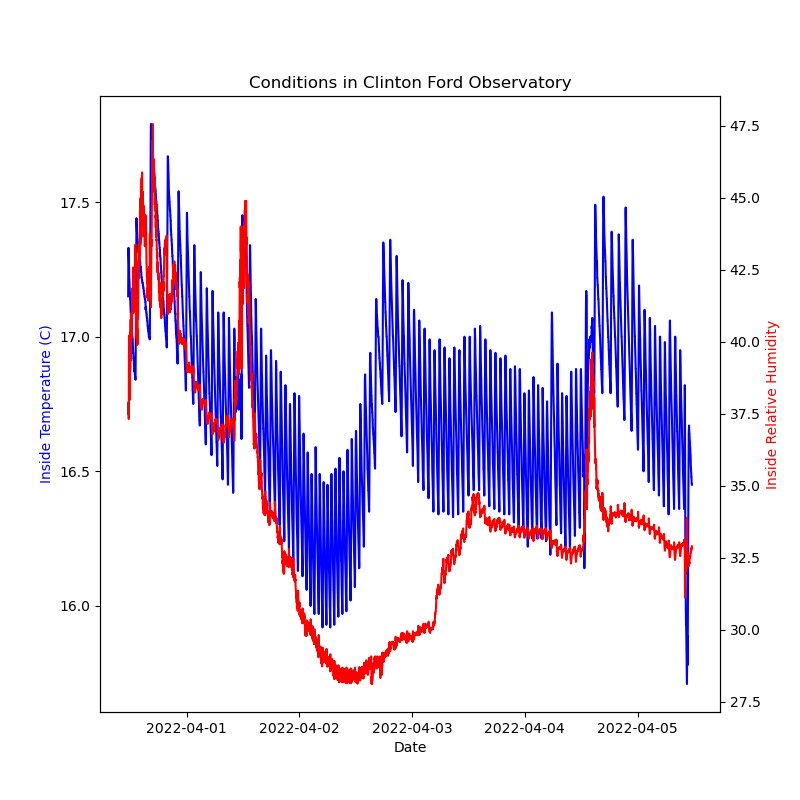 Conditions in Clinton Ford Observatory
Inside Temperature (C)
17.5
17.0
16.5
16.0
47.5
45.0
42.5
40.0
37.5
35.0
32.5
30.0
27.5
Inside Relative Humidity
2022-04-01 2022-04-02 2022-04-03 2022-04-04 2022-04-05
Date